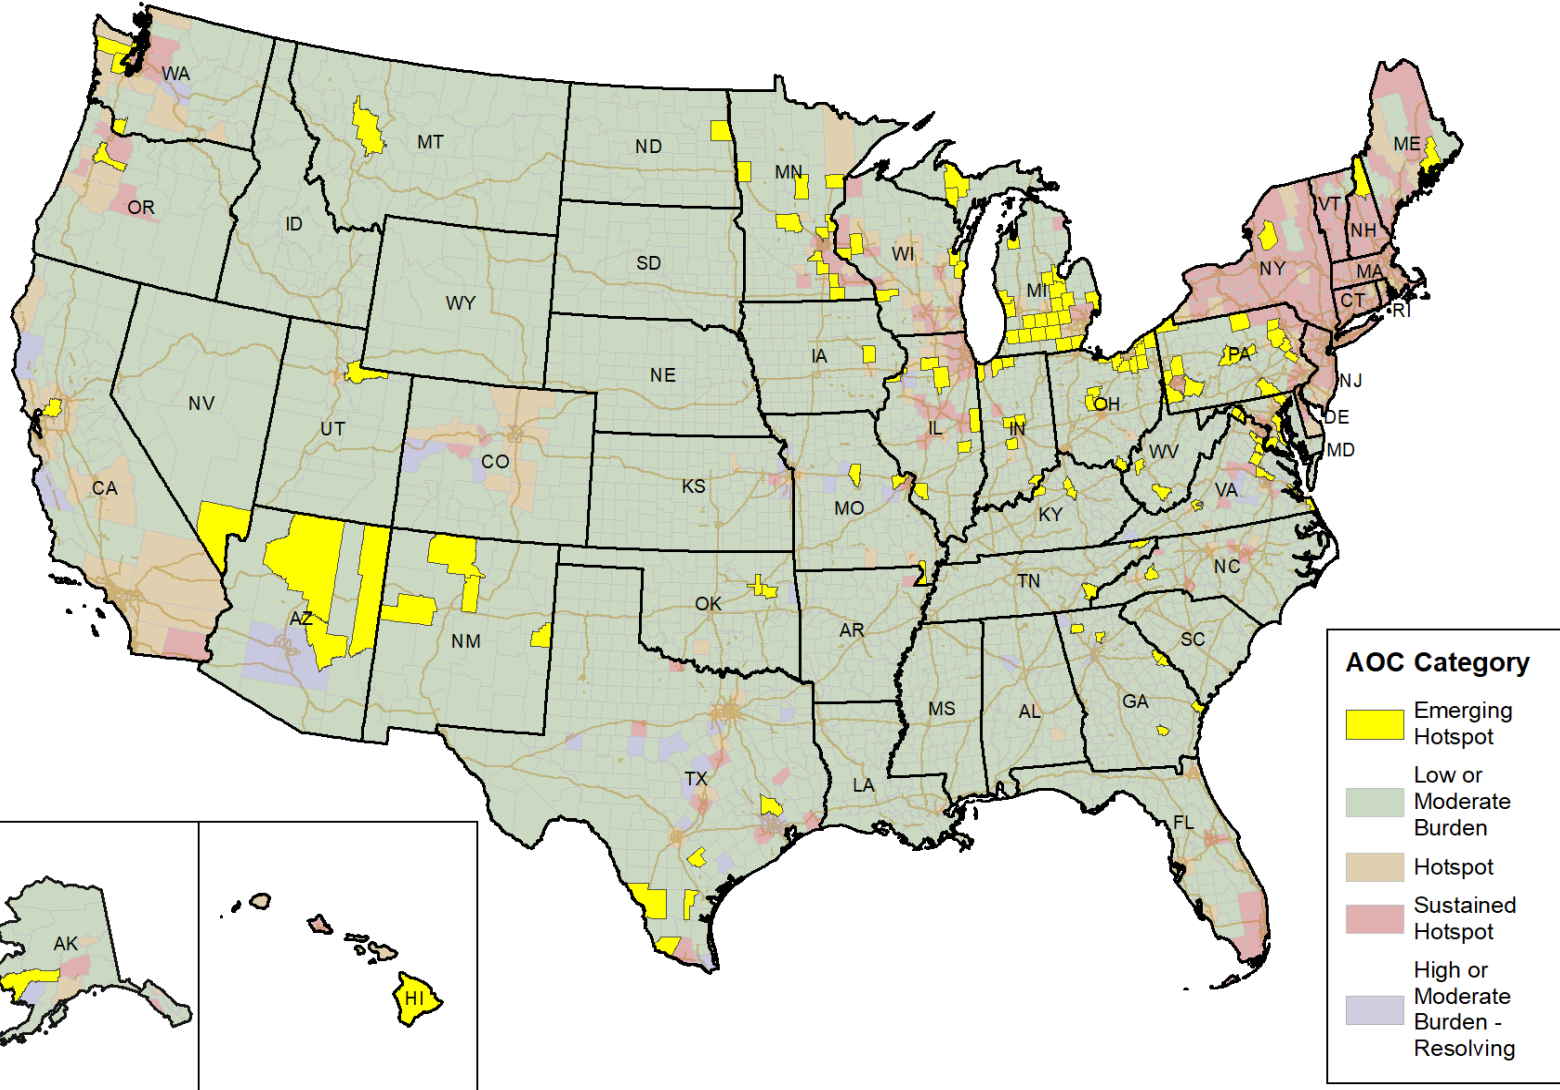 WA
MT
ND
MN
ME
OR
ID
VT
NH
SD
WI
NY
MA
WY
MI
CT
RI
IA
PA
NE
NJ
NV
UT
OH
DE
IL
IN
MD
CO
WV
CA
KS
MO
VA
KY
NC
TN
AZ
NM
OK
AR
SC
MS
AL
GA
TX
LA
FL
AK
HI
AOC Category
Emerging
Hotspot
Low or
Moderate
Burden
Hotspot
Sustained
Hotspot
High or
Moderate
Burden -
Resolving